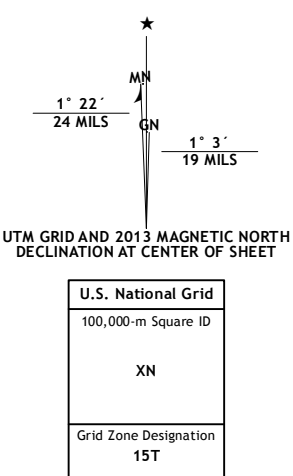 ★
MN
1° 22´
24 MILS
GN
1° 3´
19 MILS
UTM GRID AND 2013 MAGNETIC NORTH
DECLINATION AT CENTER OF SHEET
U.S. National Grid
100,000-m Square ID
XN
Grid Zone Designation
15T